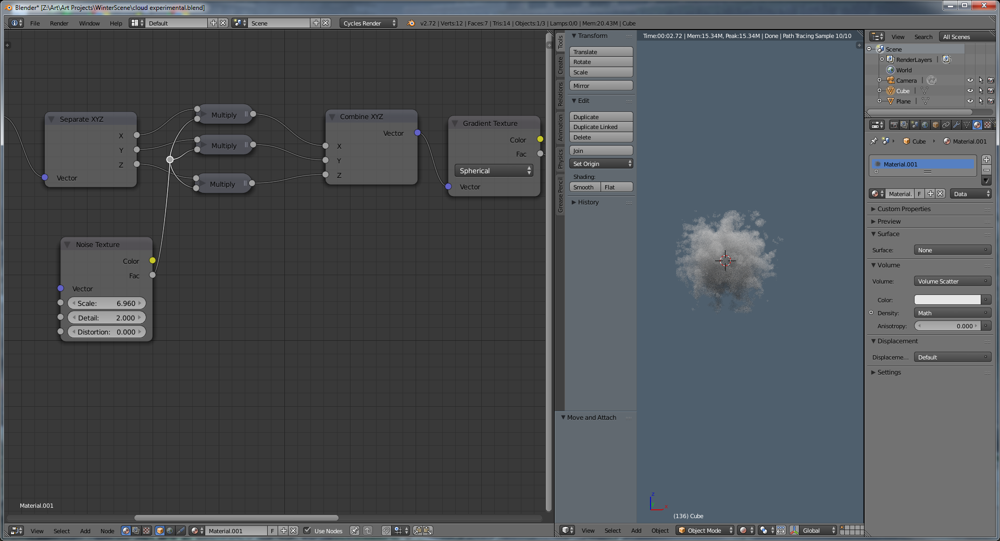 Blender* [Z:\Art\Art Projects\WinterScene\cloud experimental.blend]
File Render Window Help Default Scene Cycles Render v2.72 | Verts:12 | Faces:7 | Tris:14 | Objects:1/3 | Lamps:0/0 | Mem:20.43M | Cube
Separate XYZ
X
Y
Z
Vector
Multiply
Multiply
Multiply
Combine XYZ
Vector
X
Y
Z
Gradient Texture
Color
Fac
Spherical
Vector
Noise Texture
Color
Fac
Vector
Scale: 6.960
Detail: 2.000
Distortion: 0.000
Material.001
View Select Add Node Material.001 F Use Nodes
Tools
Create
Relations
Animation
Physics
Grease Pencil
Transform
Translate
Rotate
Scale
Mirror
Edit
Duplicate
Duplicate Linked
Delete
Join
Set Origin
Shading:
Smooth Flat
History
Move and Attach
Time:00:02.72 | Mem:15.34M, Peak:15.34M | Done | Path Tracing Sample 10/10
z
y
x
(136) Cube
View Select Add Object Object Mode Global
View Search All Scenes
Scene
RenderLayers |
World
Camera |
Cube |
Plane |
Cube Material.001
Material.001
Material. F Data
Custom Properties
Preview
Surface
Surface: None
Volume
Volume: Volume Scatter
Color:
Density: Math
Anisotropy: 0.000
Displacement
Displaceme... Default
Settings